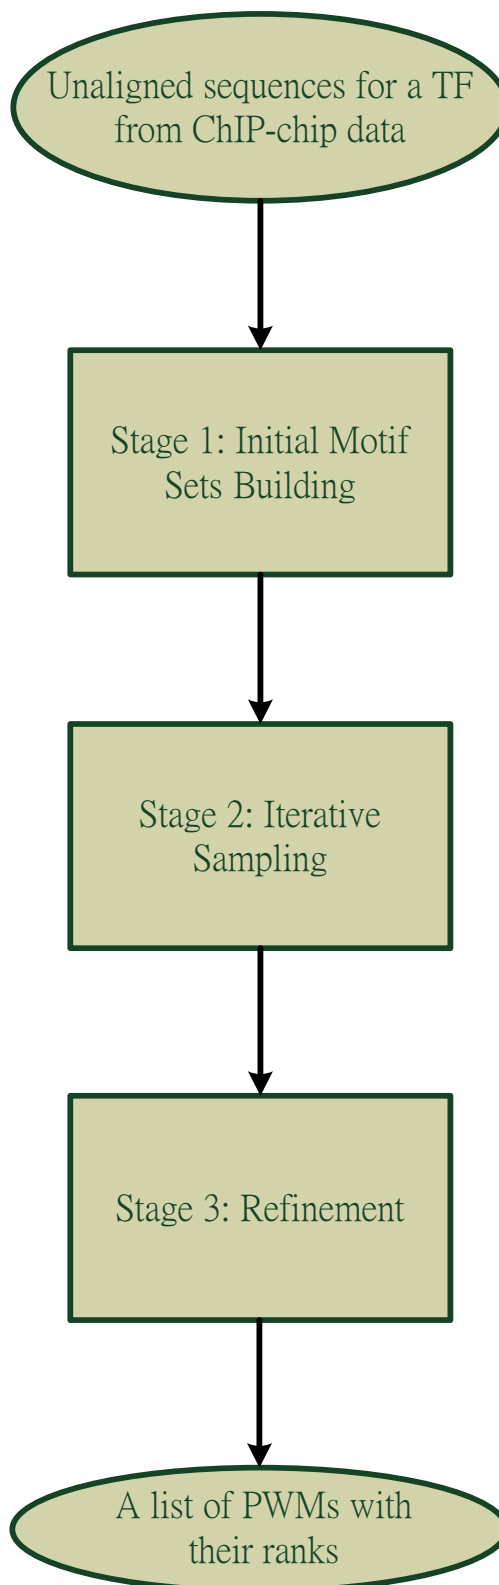 Unaligned sequences for a TF
from ChIP-chip data
Stage 1: Initial Motif
Sets Building
Stage 2: Iterative
Sampling
Stage 3: Refinement
A list of PWMs with
their ranks